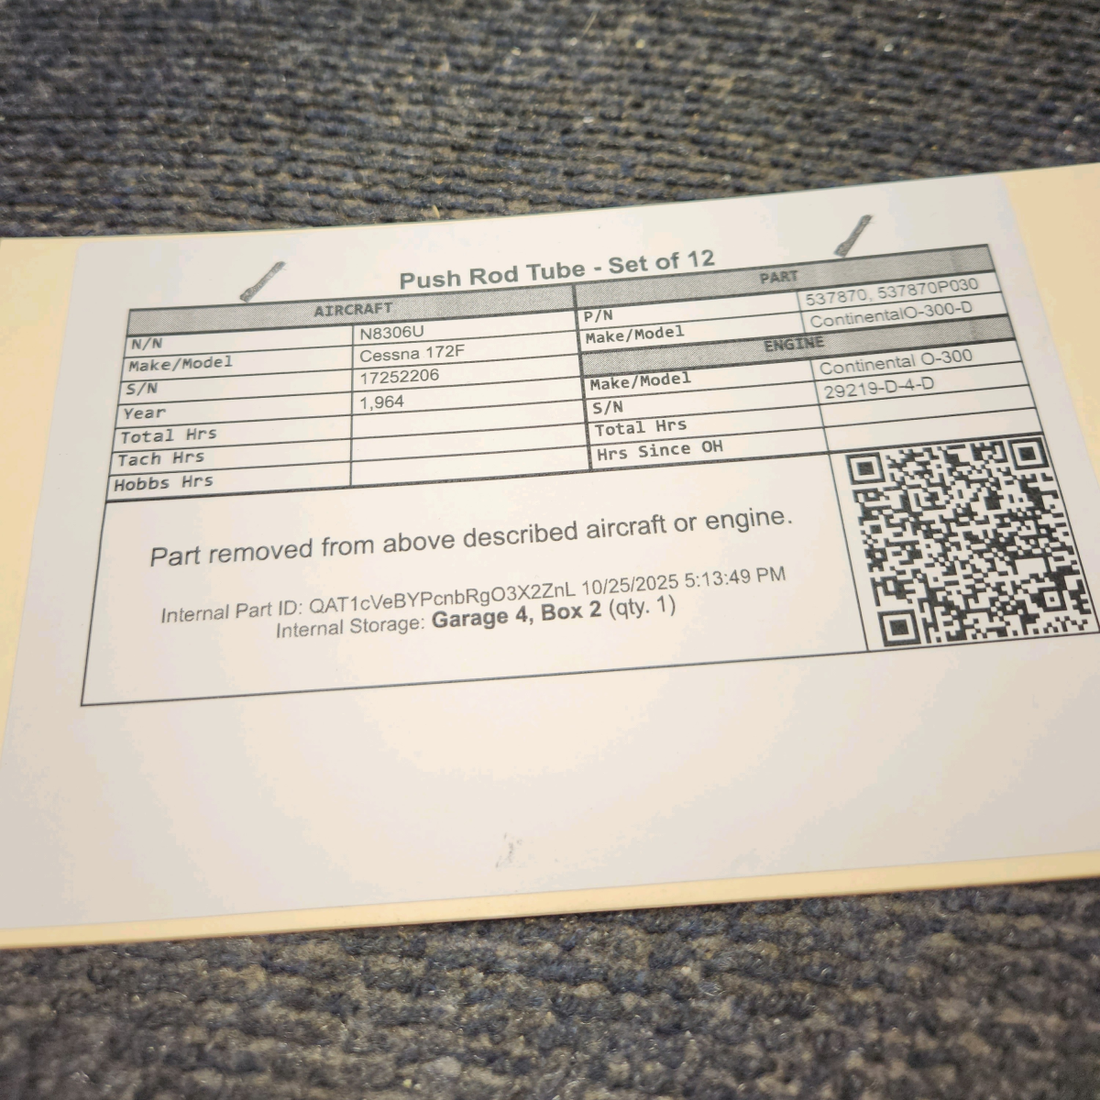 Push Rod Tube - Set of 12
AIRCRAFT
N/N N8306U
Make/Model Cessna 172F
S/N 17252206
Year 1,964
Total Hrs
Tach Hrs
Hobbs Hrs
PART
P/N 537870, 537870P030
Make/Model ContinentalO-300-D
ENGINE
Make/Model Continental O-300
S/N 29219-D-4-D
Total Hrs
Hrs Since OH
Part removed from above described aircraft or engine.
Internal Part ID: QAT1cVeBYPcnbRgO3X2ZnL 10/25/2025 5:13:49 PM
Internal Storage: Garage 4, Box 2 (qty. 1)